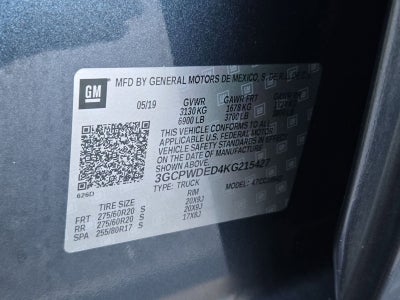 GM
MFD BY GENERAL MOTORS DE MEXICO, S. DE R.L. DE C.
05/19 GVWR GAWR FRT GAWR
3130 KG 1678 KG
6900 LB 3700 LB
THIS VEHICLE CONFORMS TO ALL
U.S. FEDERAL MOTOR VEHICLE
SAFETY STANDARDS IN EFFECT ON
THE DATE OF MANUFACTURE
SHOWN ABOVE.
3GCPWDED4KG215427
TYPE: TRUCK MODEL:
TIRE SIZE RIM
FRT 275/60R20 S 20X9J
RR 275/60R20 S 20X9J
SPA 255/80R17 S 17X8J